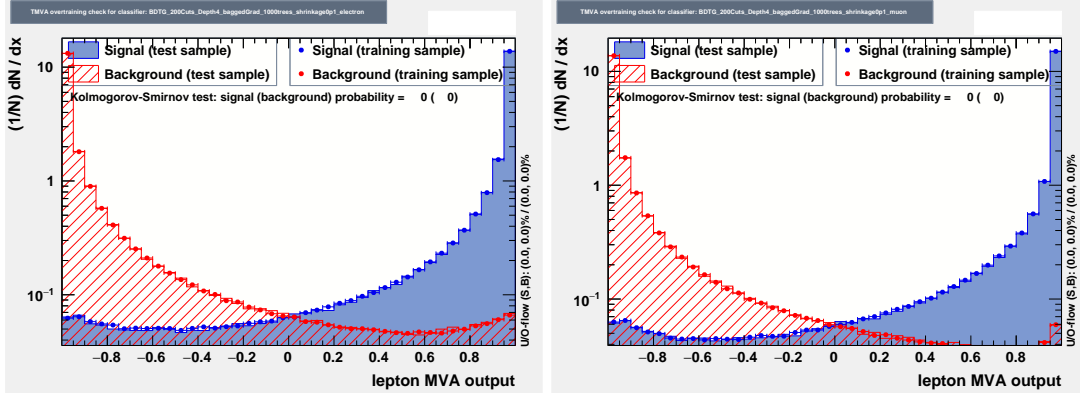 TMVA overtraining check for classifier: BDTG_200Cuts_Depth4_baggedGrad_1000trees_shrinkage0p1_electron
(1/N) dN / dx
Signal (test sample)
Signal (training sample)
Background (test sample)
Background (training sample)
Kolmogorov-Smirnov test: signal (background) probability = 0 ( 0)
10
1
10⁻¹
−0.8 −0.6 −0.4 −0.2 0 0.2 0.4 0.6 0.8
lepton MVA output
U/O-flow (S,B): (0.0, 0.0)% / (0.0, 0.0)%
TMVA overtraining check for classifier: BDTG_200Cuts_Depth4_baggedGrad_1000trees_shrinkage0p1_muon
(1/N) dN / dx
Signal (test sample)
Signal (training sample)
Background (test sample)
Background (training sample)
Kolmogorov-Smirnov test: signal (background) probability = 0 ( 0)
10
1
10⁻¹
−0.8 −0.6 −0.4 −0.2 0 0.2 0.4 0.6 0.8
lepton MVA output
U/O-flow (S,B): (0.0, 0.0)% / (0.0, 0.0)%